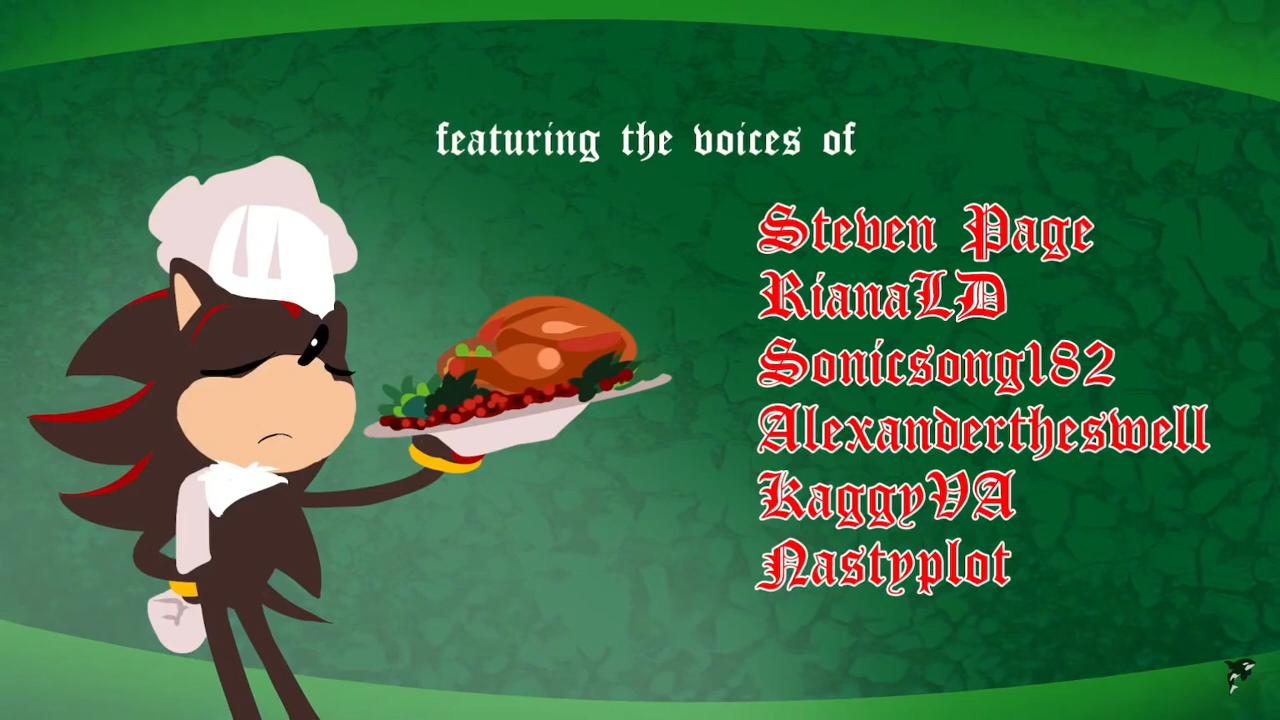 featuring the voices of
Steven Page
RianaLD
Sonicsong182
Alexandertheswell
KaggyVA
Nastyplot